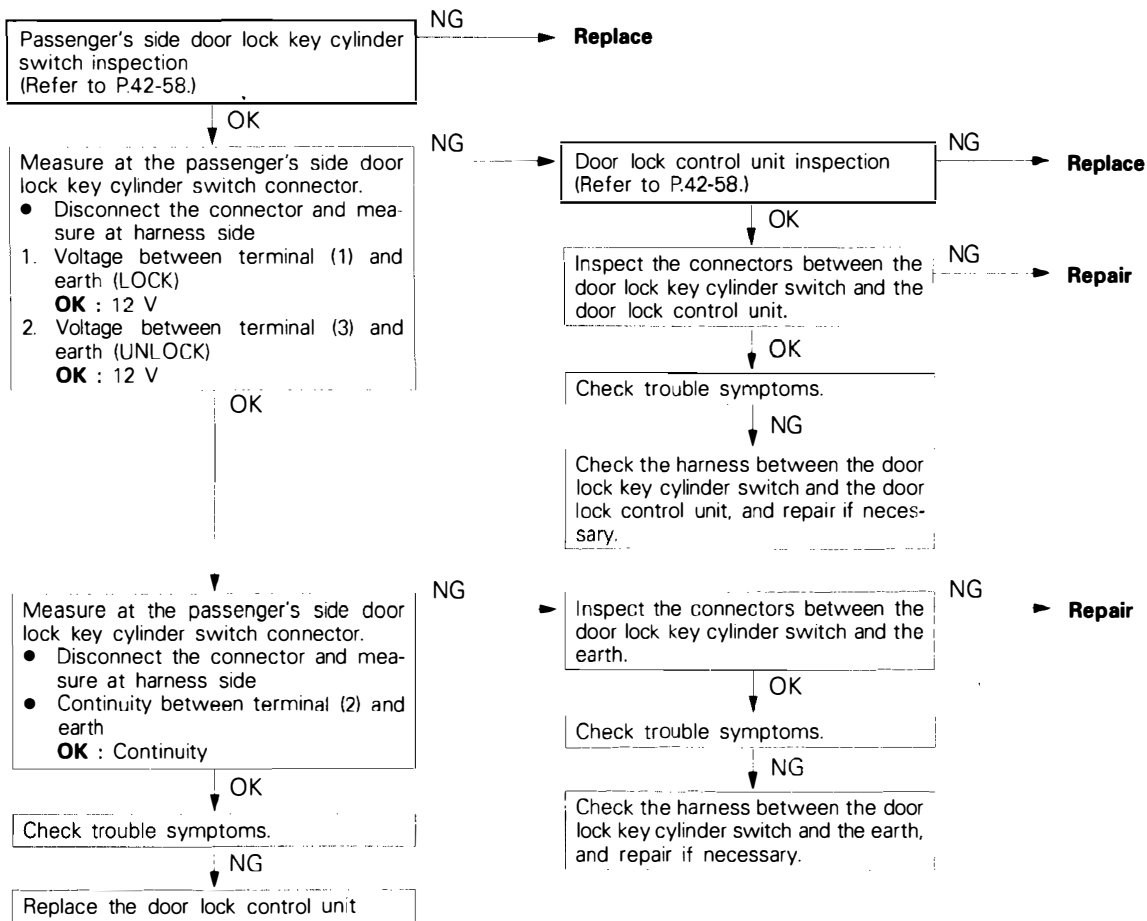 Passenger's side door lock key cylinder
switch inspection
(Refer to P.42-58.)
NG
Replace
OK
Measure at the passenger's side door
lock key cylinder switch connector.
● Disconnect the connector and mea-
sure at harness side
1. Voltage between terminal (1) and
earth (LOCK)
OK : 12 V
2. Voltage between terminal (3) and
earth (UNLOCK)
OK : 12 V
NG
Door lock control unit inspection
(Refer to P.42-58.)
NG
Replace
OK
Inspect the connectors between the
door lock key cylinder switch and the
door lock control unit.
NG
Repair
OK
Check trouble symptoms.
NG
Check the harness between the door
lock key cylinder switch and the door
lock control unit, and repair if neces-
sary.
OK
Measure at the passenger's side door
lock key cylinder switch connector.
● Disconnect the connector and mea-
sure at harness side
● Continuity between terminal (2) and
earth
OK : Continuity
NG
Inspect the connectors between the
door lock key cylinder switch and the
earth.
NG
Repair
OK
Check trouble symptoms.
NG
Check the harness between the door
lock key cylinder switch and the earth,
and repair if necessary.
OK
Check trouble symptoms.
NG
Replace the door lock control unit